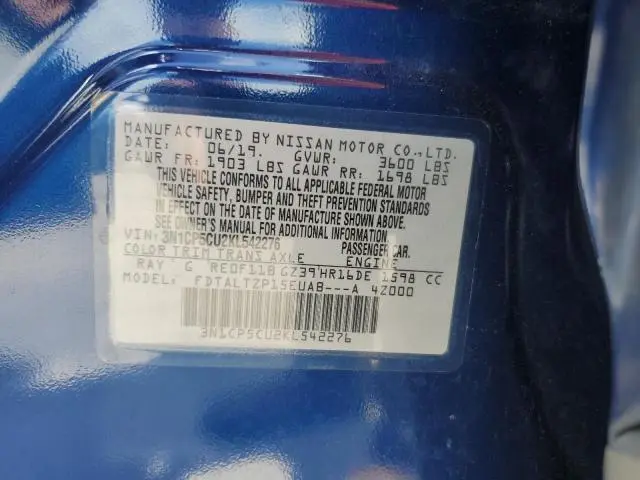 MANUFACTURED BY NISSAN MOTOR CO.,LTD.
DATE: 06/19. GVWR: 3600 LBS
GAWR FR: 1903 LBS GAWR RR: 1698 LBS
THIS VEHICLE CONFORMS TO ALL APPLICABLE FEDERAL MOTOR
VEHICLE SAFETY, BUMPER AND THEFT PREVENTION STANDARDS
IN EFFECT ON THE DATE OF MANUFACTURE SHOWN ABOVE.
SEE OWNER'S MANUAL FOR ADDITIONAL INFORMATION.
VIN: 3N1CP5CU2KL542276 PASSENGER CAR.
COLOR TRIM TRANS AXLE ENGINE
RAY G RE0F11B GZ39 HR16DE 1598 CC
MODEL: FDTALTZP15EUAB---A 42000
3N1CP5CU2KL542276